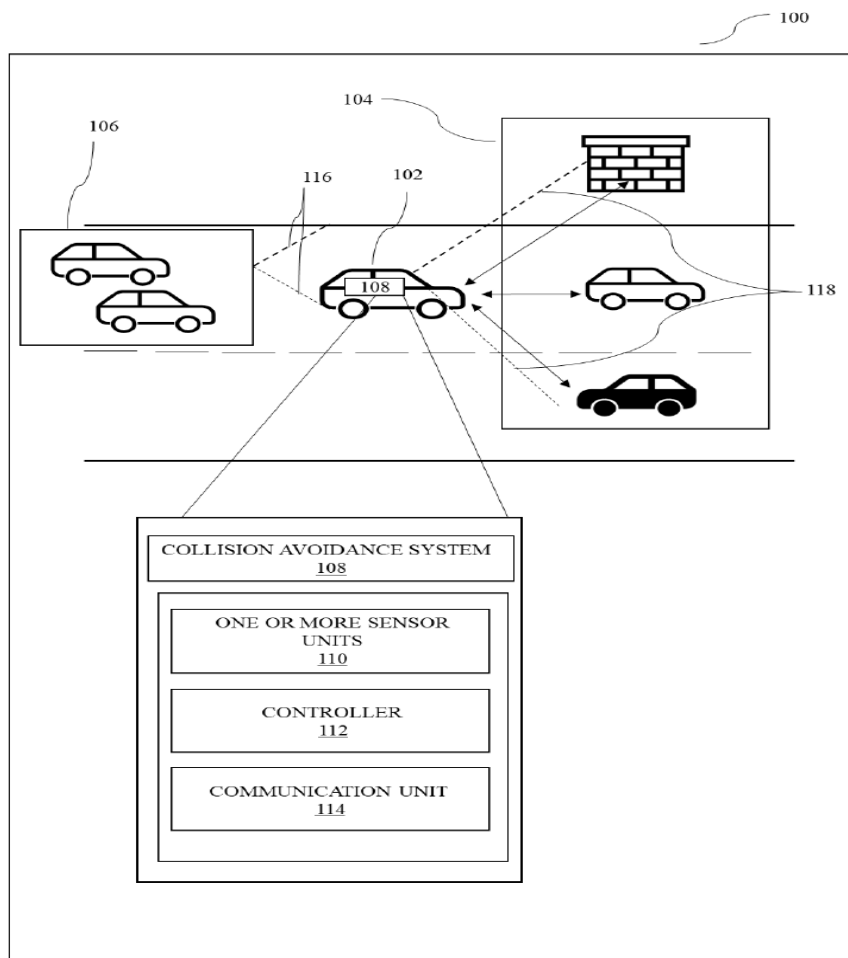 100
104
106
116
102
108
118
COLLISION AVOIDANCE SYSTEM
108
ONE OR MORE SENSOR
UNITS
110
CONTROLLER
112
COMMUNICATION UNIT
114